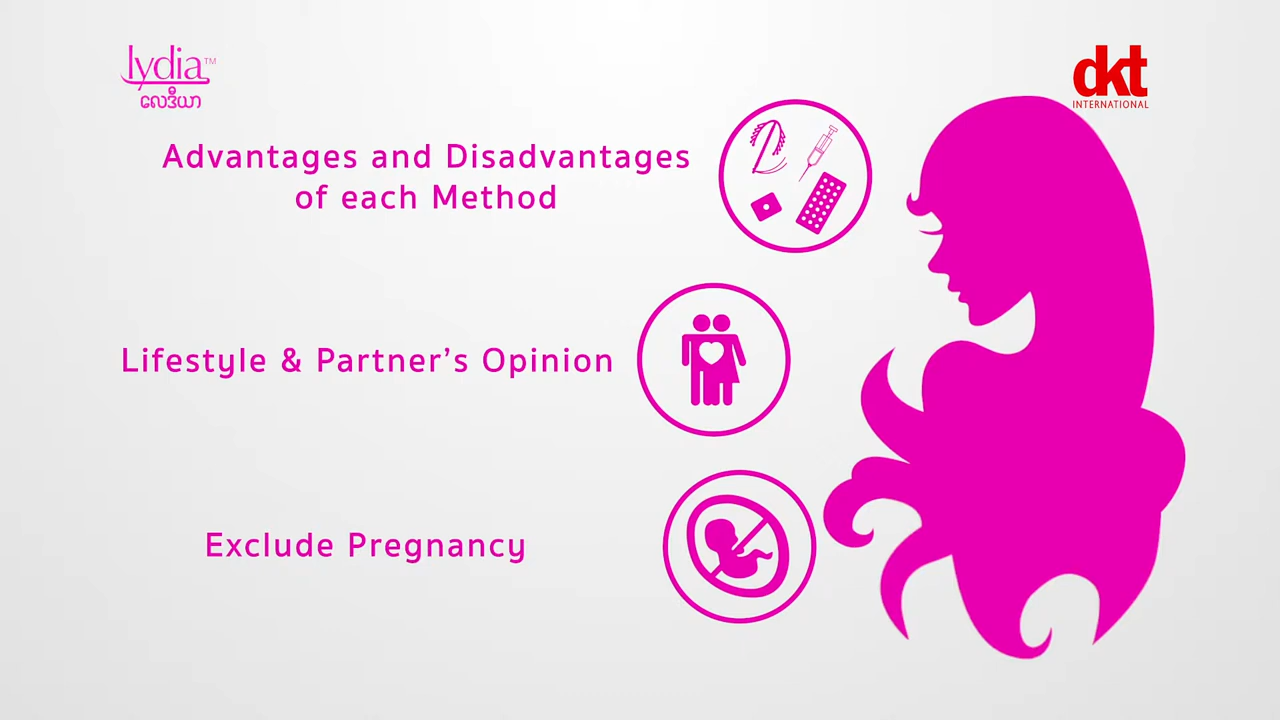 lydia™
လေဒီယာ
dkt
INTERNATIONAL
Advantages and Disadvantages
of each Method
Lifestyle & Partner’s Opinion
Exclude Pregnancy